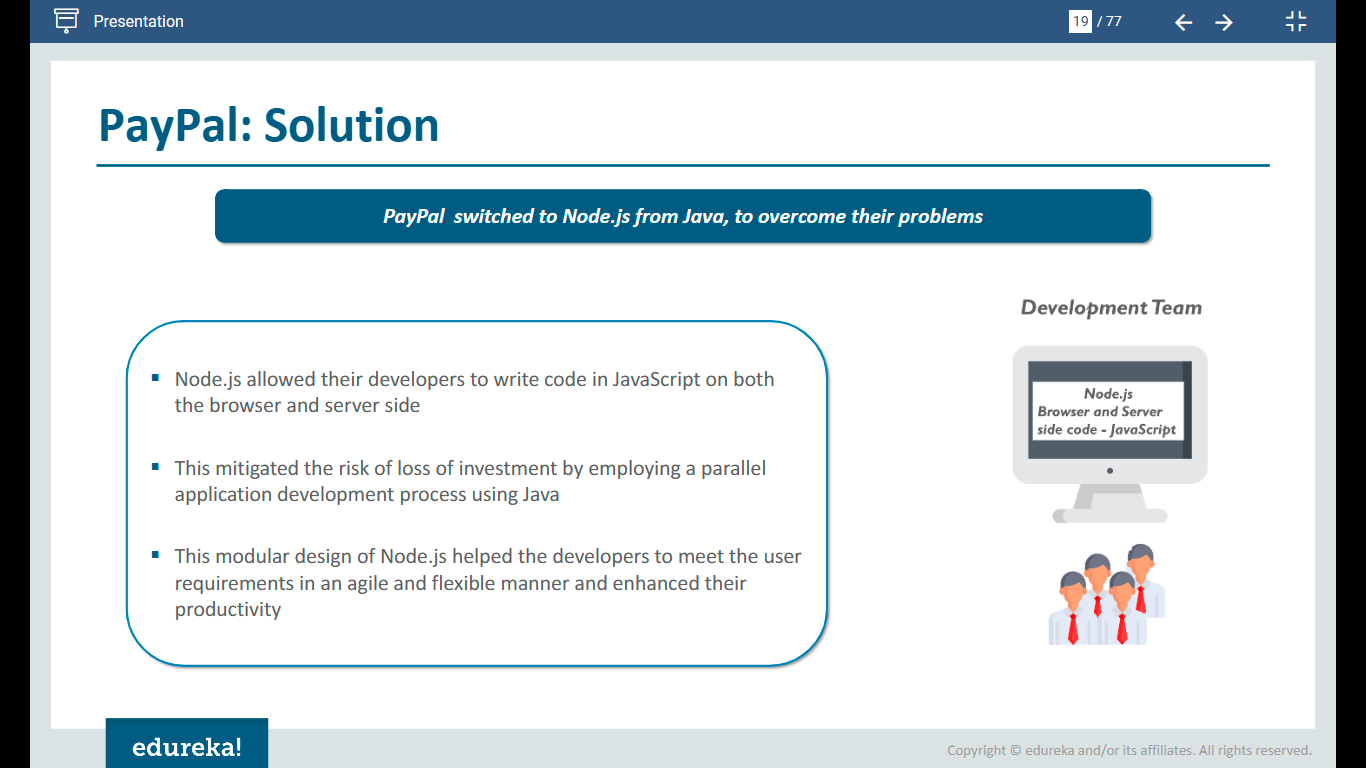 Presentation
19 / 77
PayPal: Solution
PayPal switched to Node.js from Java, to overcome their problems
Development Team
Node.js
Browser and Server
side code - JavaScript
▪ Node.js allowed their developers to write code in JavaScript on both
the browser and server side
▪ This mitigated the risk of loss of investment by employing a parallel
application development process using Java
▪ This modular design of Node.js helped the developers to meet the user
requirements in an agile and flexible manner and enhanced their
productivity
edureka!
Copyright © edureka and/or its affiliates. All rights reserved.